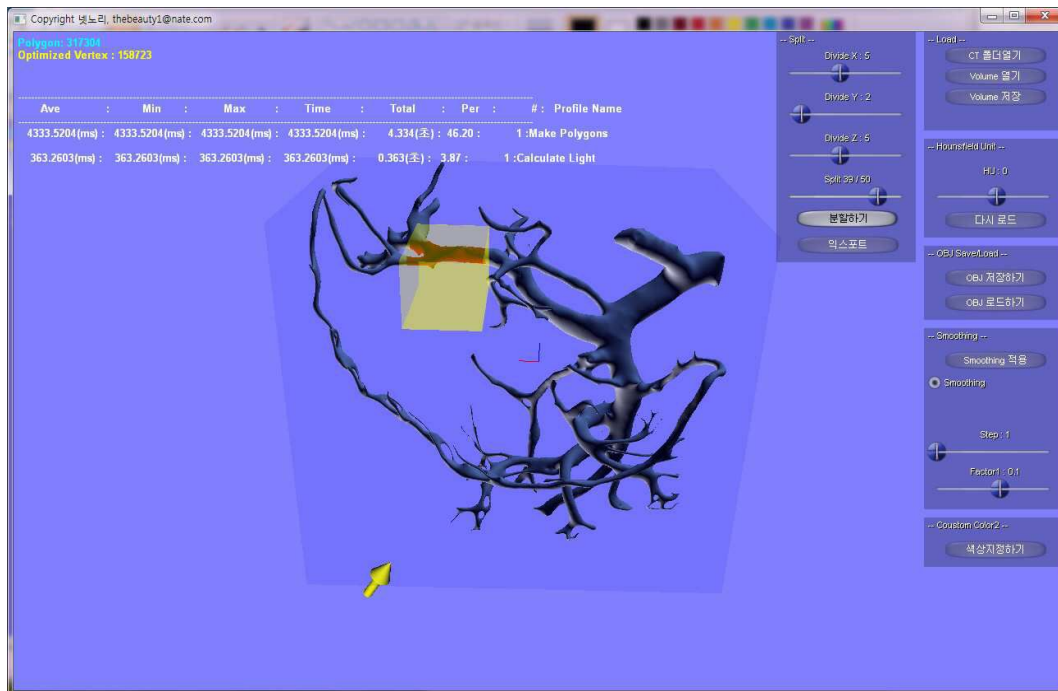 Copyright 넷노리, thebeauty1@nate.com
Polygon: 317304
Optimized Vertex : 158723
Ave : Min : Max : Time : Total : Per : # : Profile Name
4333.5204(ms) : 4333.5204(ms) : 4333.5204(ms) : 4333.5204(ms) : 4.334(초) : 46.20 : 1 :Make Polygons
363.2603(ms) : 363.2603(ms) : 363.2603(ms) : 363.2603(ms) : 0.363(초) : 3.87 : 1 :Calculate Light
-- Split --
Divide X : 5
Divide Y : 2
Divide Z : 5
Split 39 / 50
분할하기
익스포트
-- Load --
CT 폴더열기
Volume 열기
Volume 저장
-- Hounsfield Unit --
HU : 0
다시 로드
-- OBJ Save/Load --
OBJ 저장하기
OBJ 로드하기
-- Smoothing --
Smoothing 적용
Smoothing
Step : 1
Factor1 : 0.1
-- Coustom Color2 --
색상지정하기